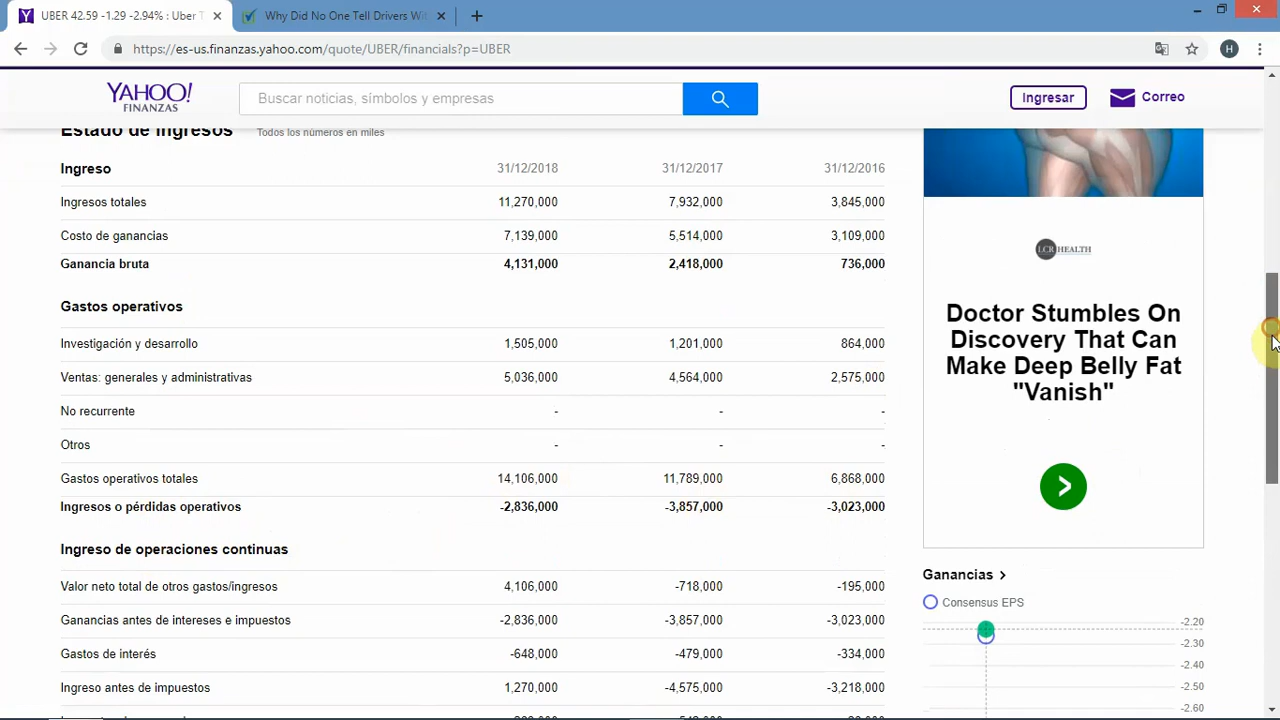 UBER 42.59 -1.29 -2.94% : Uber T
Why Did No One Tell Drivers Wi
https://es-us.finanzas.yahoo.com/quote/UBER/financials?p=UBER
H
YAHOO!
FINANZAS
Buscar noticias, símbolos y empresas
Ingresar
Correo
Estado de ingresos
Todos los números en miles
Ingreso 31/12/2018 31/12/2017 31/12/2016
Ingresos totales 11,270,000 7,932,000 3,845,000
Costo de ganancias 7,139,000 5,514,000 3,109,000
Ganancia bruta 4,131,000 2,418,000 736,000
Gastos operativos
Investigación y desarrollo 1,505,000 1,201,000 864,000
Ventas: generales y administrativas 5,036,000 4,564,000 2,575,000
No recurrente - - -
Otros - - -
Gastos operativos totales 14,106,000 11,789,000 6,868,000
Ingresos o pérdidas operativos -2,836,000 -3,857,000 -3,023,000
Ingreso de operaciones continuas
Valor neto total de otros gastos/ingresos 4,106,000 -718,000 -195,000
Ganancias antes de intereses e impuestos -2,836,000 -3,857,000 -3,023,000
Gastos de interés -648,000 -479,000 -334,000
Ingreso antes de impuestos 1,270,000 -4,575,000 -3,218,000
LCR HEALTH
Doctor Stumbles On
Discovery That Can
Make Deep Belly Fat
"Vanish"
Ganancias
Consensus EPS
-2.20
-2.30
-2.40
-2.50
-2.60